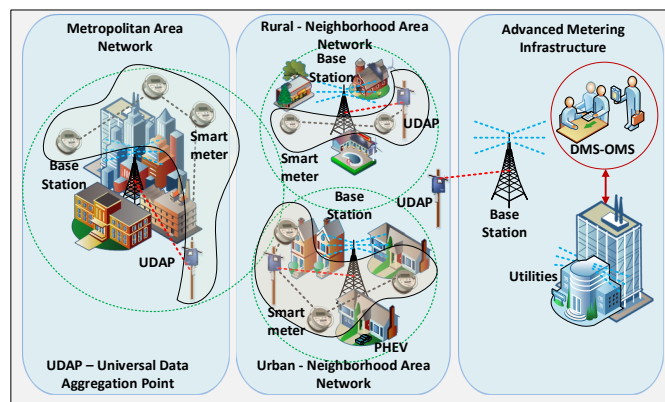 Metropolitan Area
Network
Base
Station
Smart
meter
UDAP
UDAP – Universal Data
Aggregation Point
Rural - Neighborhood Area
Network
Base
Station
UDAP
Smart
meter
UDAP
Base
Station
Smart
meter
PHEV
Urban - Neighborhood Area
Network
Advanced Metering
Infrastructure
DMS-OMS
Base
Station
Utilities